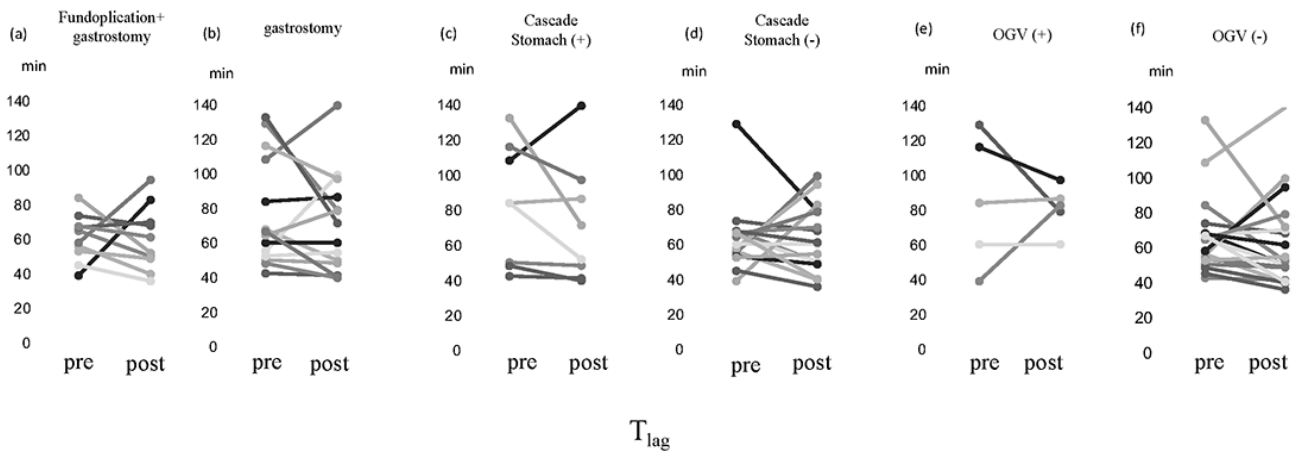 (a)
Fundoplication+
gastrostomy
min
140
120
100
80
60
40
20
0
pre post
(b)
gastrostomy
min
140
120
100
80
60
40
20
0
pre post
(c)
Cascade
Stomach (+)
min
140
120
100
80
60
40
20
0
pre post
(d)
Cascade
Stomach (-)
min
140
120
100
80
60
40
20
0
pre post
(e)
OGV (+)
min
140
120
100
80
60
40
20
0
pre post
(f)
OGV (-)
min
140
120
100
80
60
40
20
0
pre post
Tlag